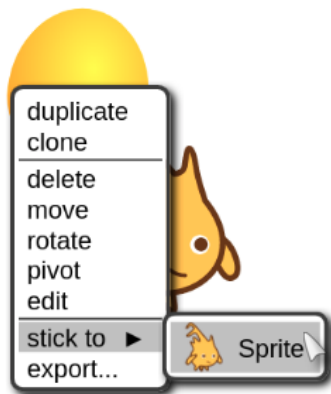 duplicate
clone
delete
move
rotate
pivot
edit
stick to ▶
Sprite
export...